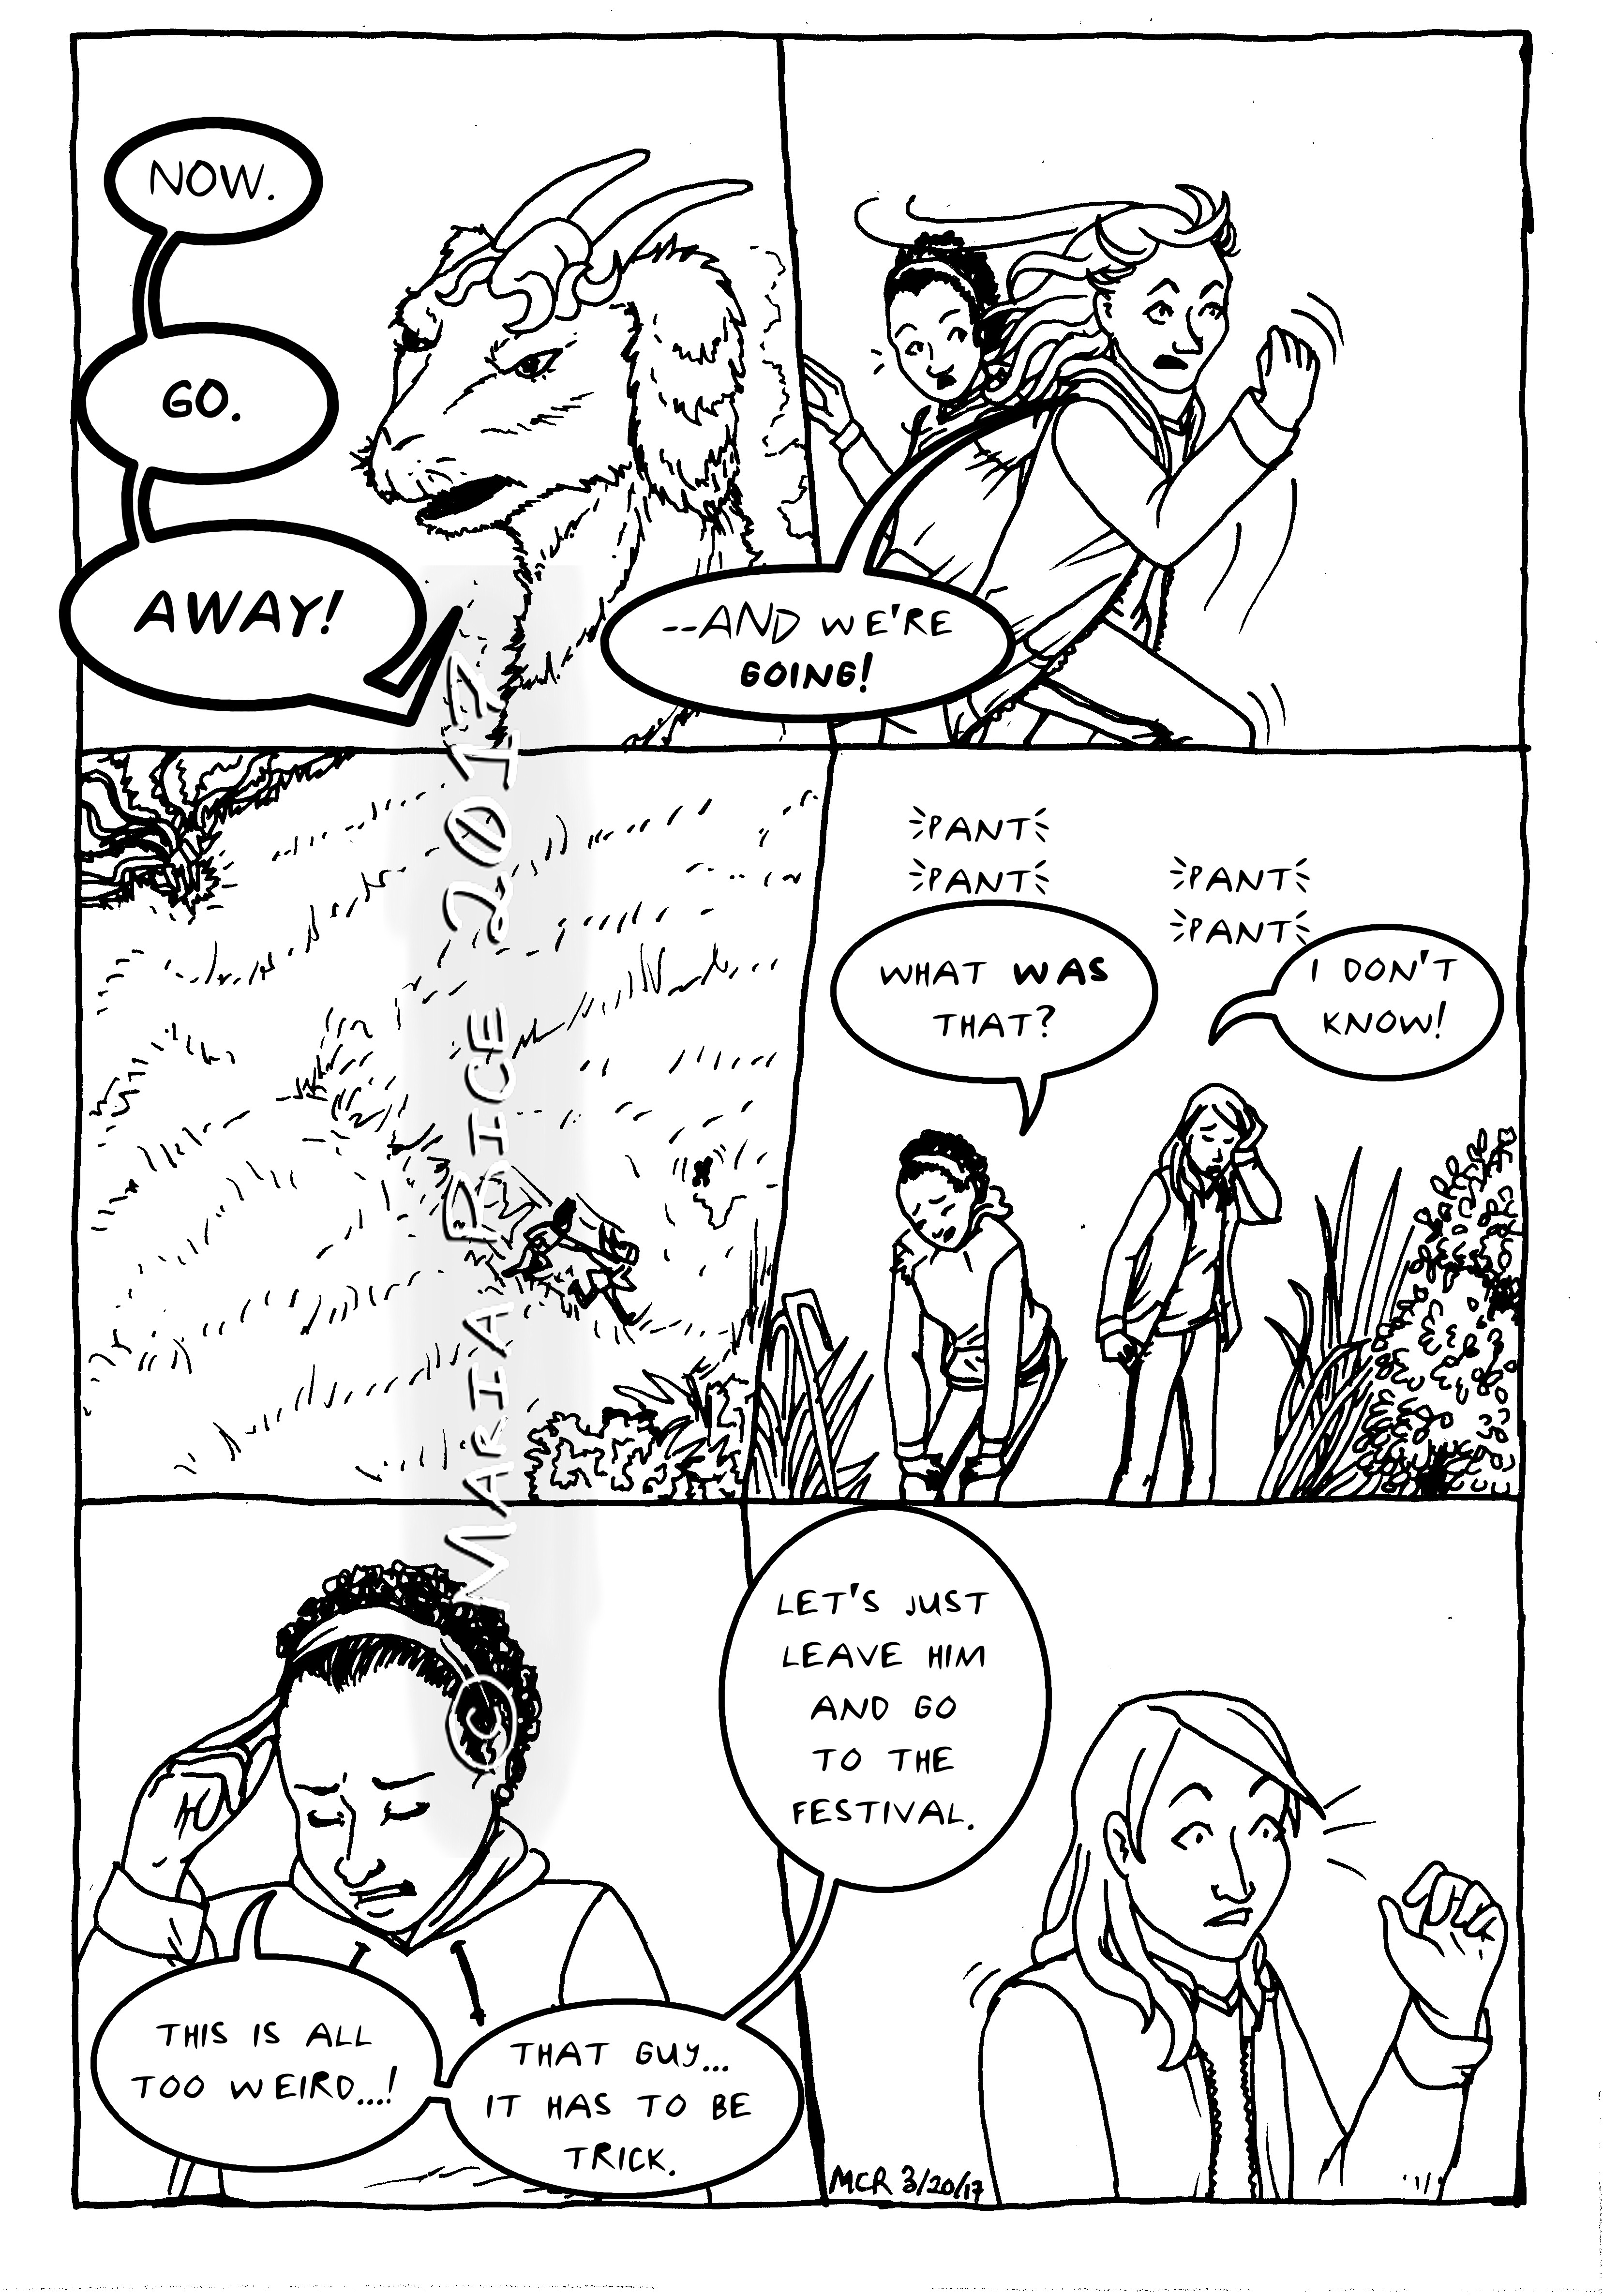 NOW.
GO.
AWAY!
--AND WE'RE
GOING!
PANT
PANT
PANT
PANT
WHAT WAS
THAT?
I DON'T
KNOW!
THIS IS ALL
TOO WEIRD...!
THAT GUY...
IT HAS TO BE
TRICK.
LET'S JUST
LEAVE HIM
AND GO
TO THE
FESTIVAL.
MCR 3/20/17
© MARIA RICE 2017